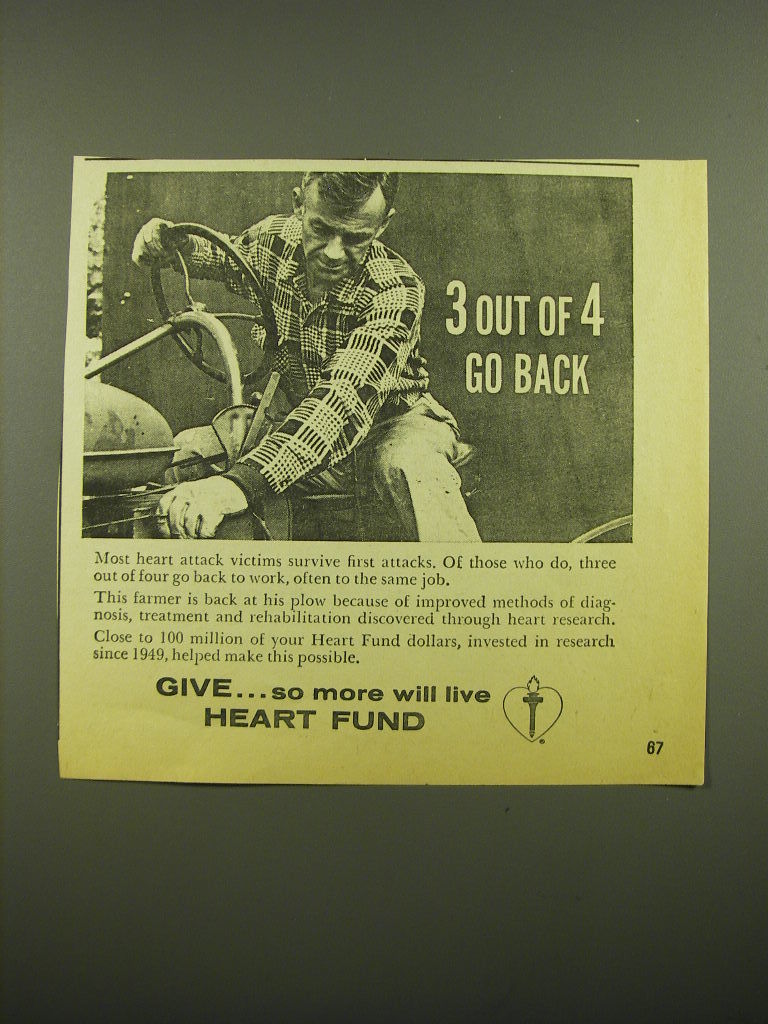 3 OUT OF 4
GO BACK
Most heart attack victims survive first attacks. Of those who do, three
out of four go back to work, often to the same job.
This farmer is back at his plow because of improved methods of diag-
nosis, treatment and rehabilitation discovered through heart research.
Close to 100 million of your Heart Fund dollars, invested in research
since 1949, helped make this possible.
GIVE...so more will live
HEART FUND
®
67